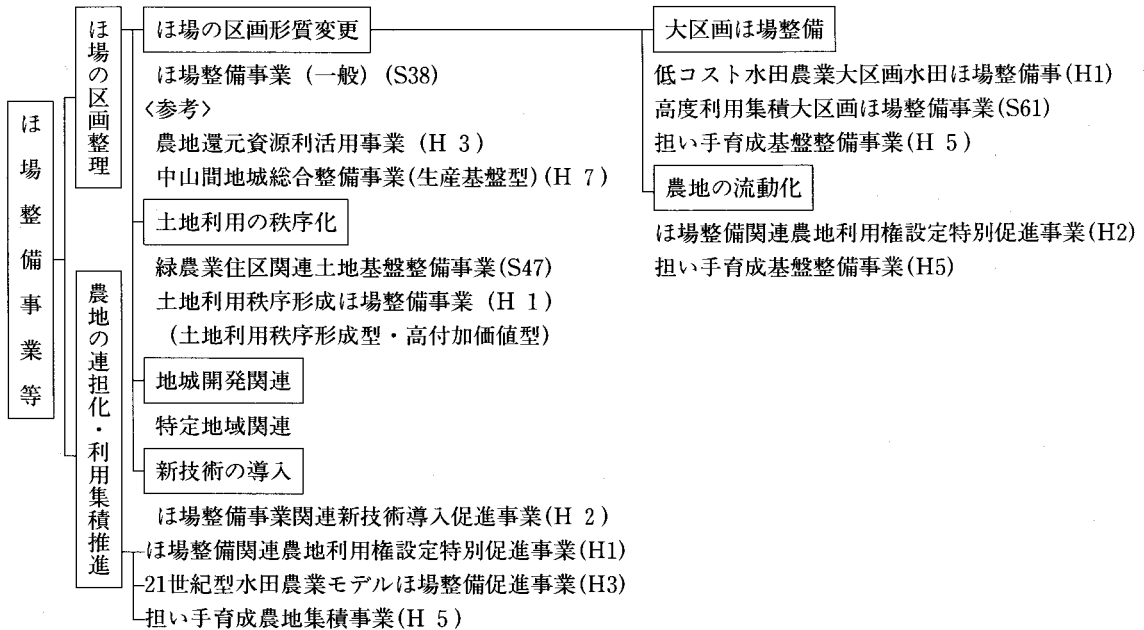 ほ場整備事業等
ほ場の区画整理
ほ場の区画形質変更
ほ場整備事業 (一般) (S38)
<参考>
農地還元資源利活用事業 (H 3)
中山間地城総合整備事業(生産基盤型)(H 7)
土地利用の秩序化
緑農業住区関連土地基盤整備事業(S47)
土地利用秩序形成ほ場整備事業 (H 1)
(土地利用秩序形成型・高付加価値型)
地城開発関連
特定地域関連
新技術の導入
ほ場整備事業関連新技術導入促進事業(H 2)
大区画ほ場整備
低コスト水田農業大区画水田ほ場整備事(H1)
高度利用集積大区画ほ場整備事業(S61)
担い手育成基盤整備事業(H 5)
農地の流動化
ほ場整備関連農地利用権設定特別促進事業(H2)
担い手育成基盤整備事業(H5)
農地の連担化・利用集積推進
ほ場整備関連農地利用権設定特別促進事業(H1)
21世紀型水田農業モデルほ場整備促進事業(H3)
担い手育成農地集積事業(H 5)